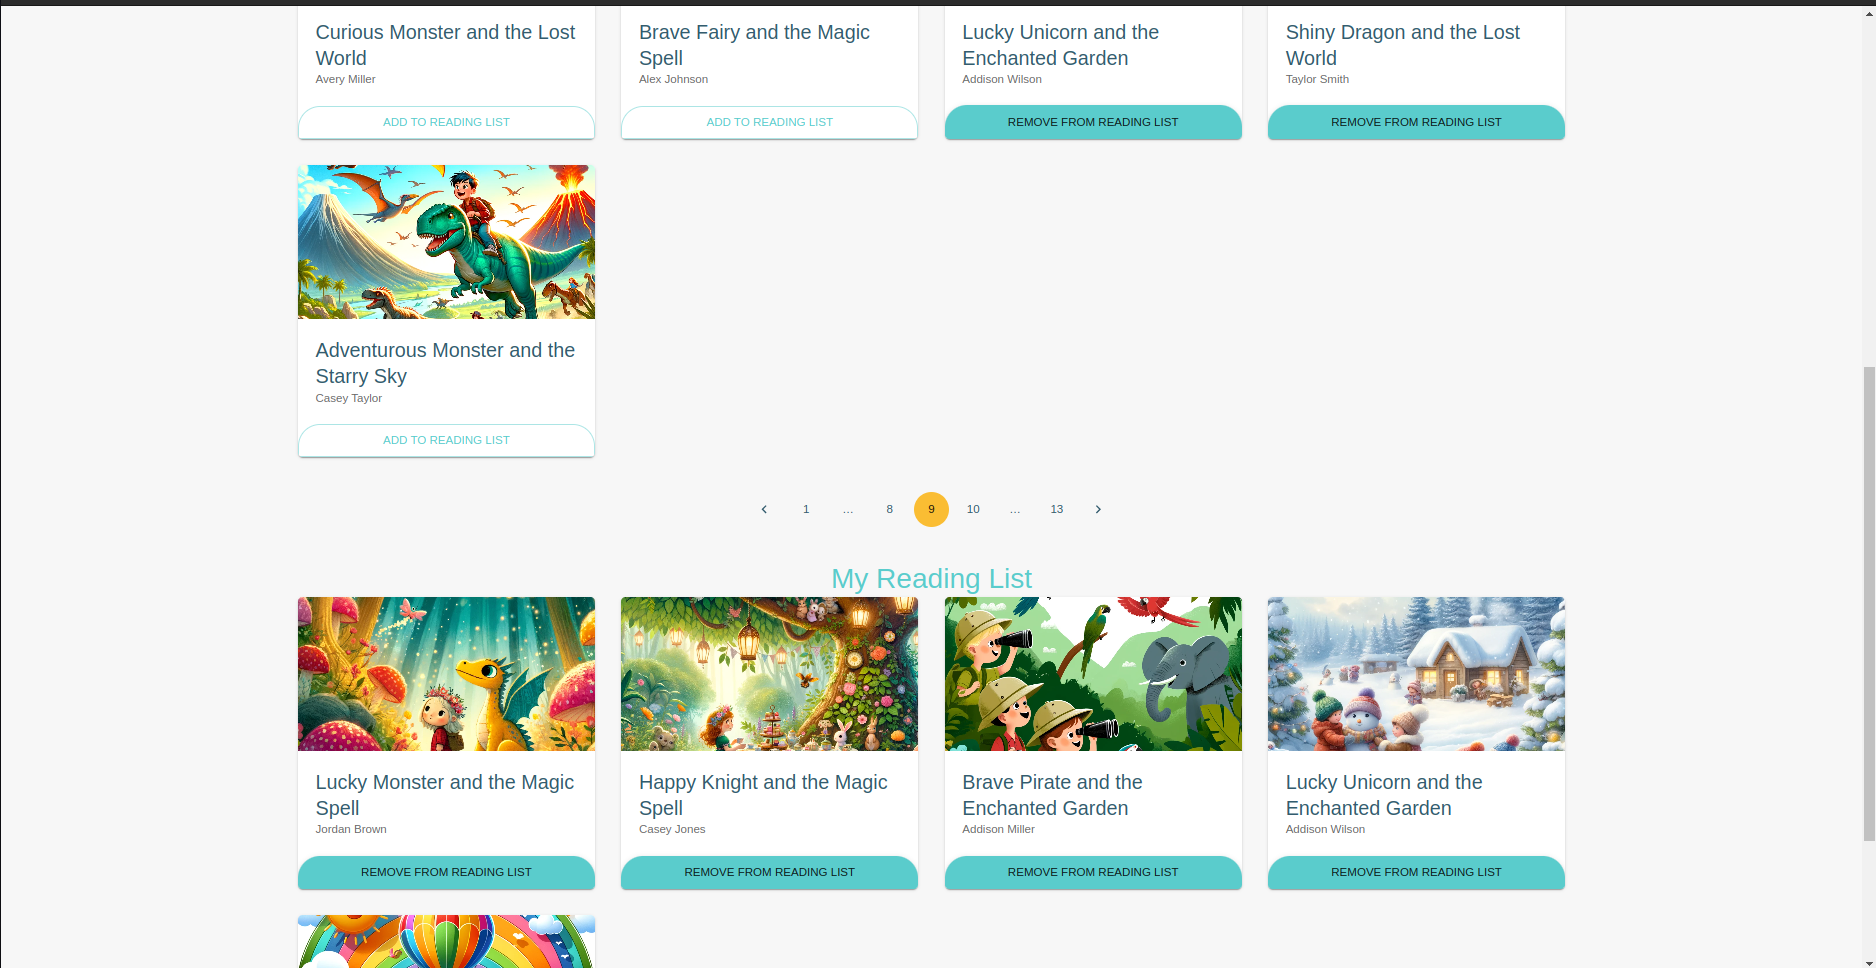 Curious Monster and the Lost
World
Avery Miller
ADD TO READING LIST
Brave Fairy and the Magic
Spell
Alex Johnson
ADD TO READING LIST
Lucky Unicorn and the
Enchanted Garden
Addison Wilson
REMOVE FROM READING LIST
Shiny Dragon and the Lost
World
Taylor Smith
REMOVE FROM READING LIST
Adventurous Monster and the
Starry Sky
Casey Taylor
ADD TO READING LIST
1 ... 8 9 10 ... 13
My Reading List
Lucky Monster and the Magic
Spell
Jordan Brown
REMOVE FROM READING LIST
Happy Knight and the Magic
Spell
Casey Jones
REMOVE FROM READING LIST
Brave Pirate and the
Enchanted Garden
Addison Miller
REMOVE FROM READING LIST
Lucky Unicorn and the
Enchanted Garden
Addison Wilson
REMOVE FROM READING LIST